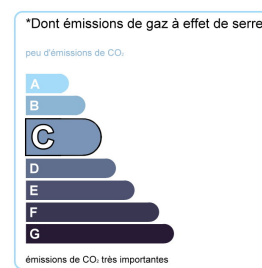 *Dont émissions de gaz à effet de serre
peu d'émissions de CO₂
A
B
C
D
E
F
G
émissions de CO₂ très importantes